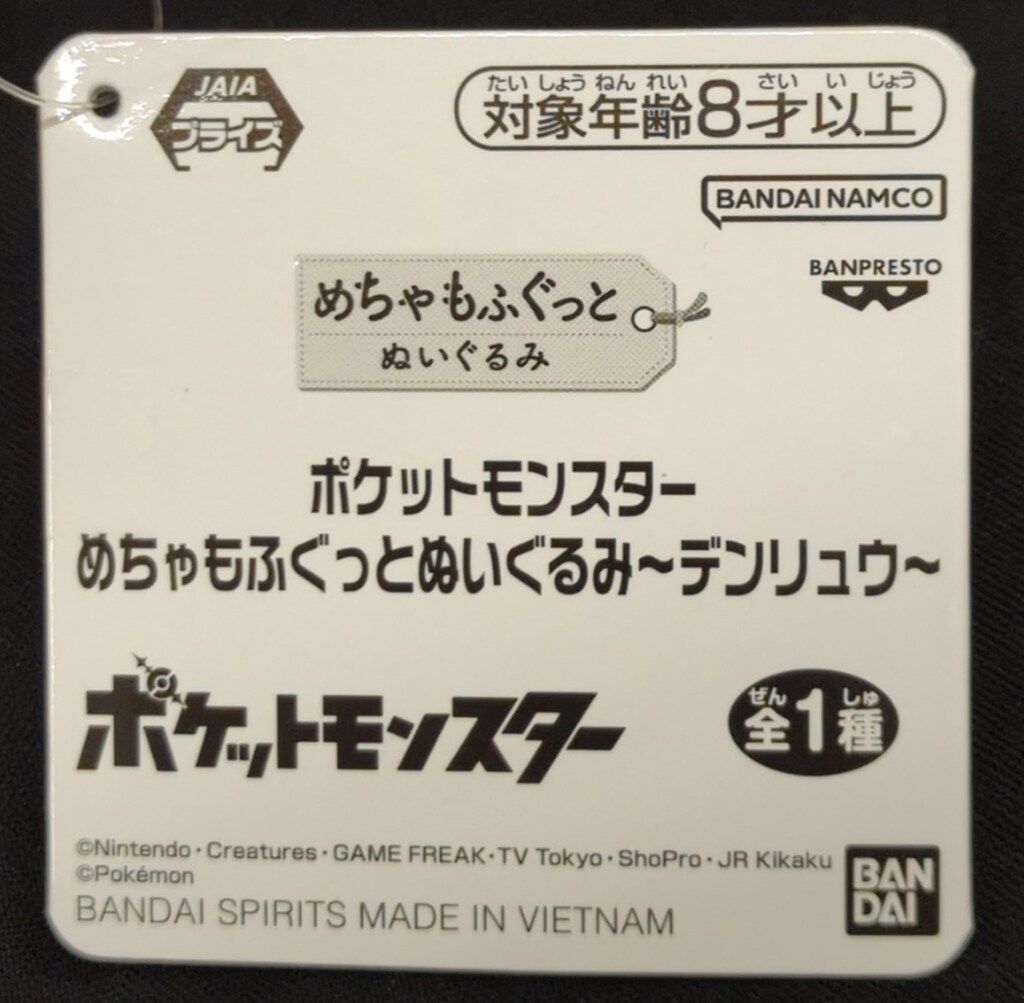 JAIA
プライズ
たいしょうねんれい さいいじょう
対象年齢8才以上
BANDAI NAMCO
BANPRESTO
めちゃもふぐっと
ぬいぐるみ
ポケットモンスター
めちゃもふぐっとぬいぐるみ～デンリュウ～
ポケットモンスター
ぜん しゅ
全1種
©Nintendo・Creatures・GAME FREAK・TV Tokyo・ShoPro・JR Kikaku
©Pokémon
BANDAI SPIRITS MADE IN VIETNAM
BAN
DAI